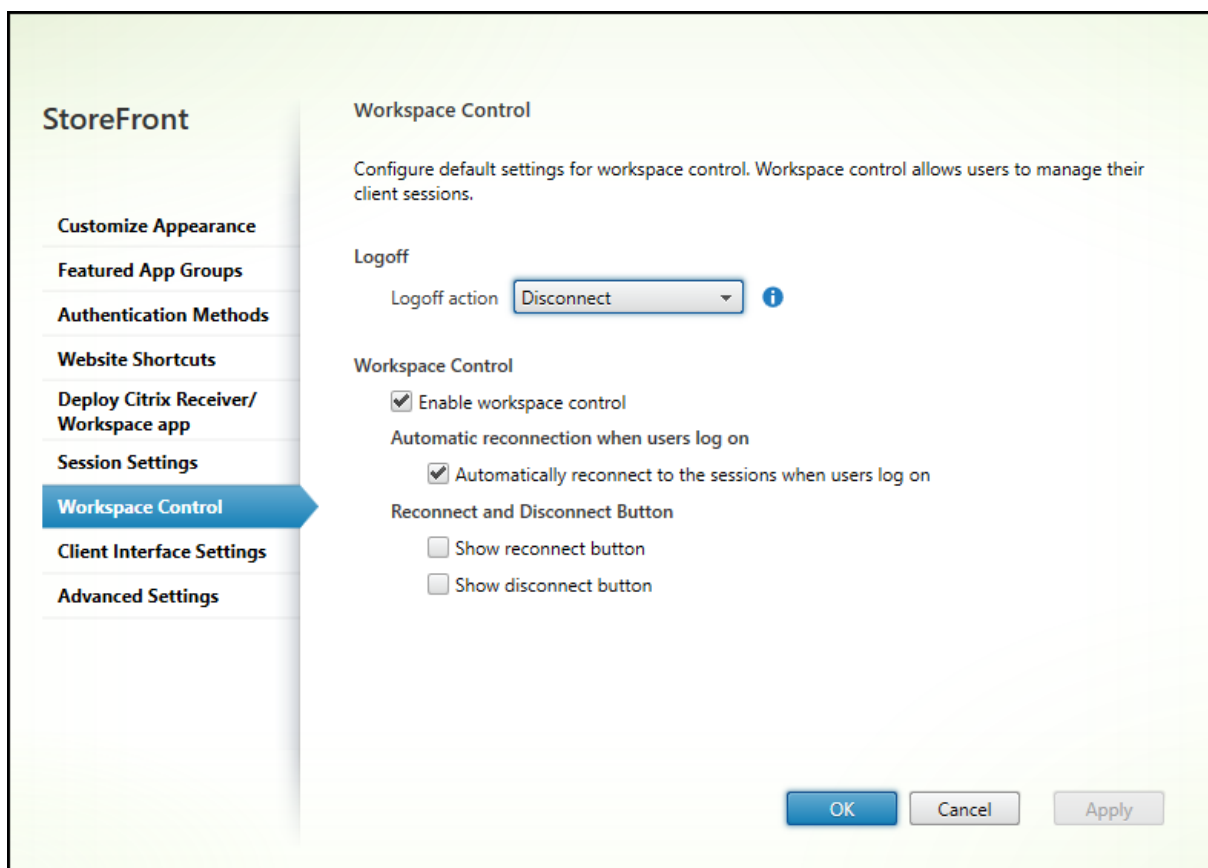 StoreFront
Customize Appearance
Featured App Groups
Authentication Methods
Website Shortcuts
Deploy Citrix Receiver/
Workspace app
Session Settings
Workspace Control
Client Interface Settings
Advanced Settings
Workspace Control
Configure default settings for workspace control. Workspace control allows users to manage their
client sessions.
Logoff
Logoff action Disconnect
Workspace Control
Enable workspace control
Automatic reconnection when users log on
Automatically reconnect to the sessions when users log on
Reconnect and Disconnect Button
Show reconnect button
Show disconnect button
OK Cancel Apply